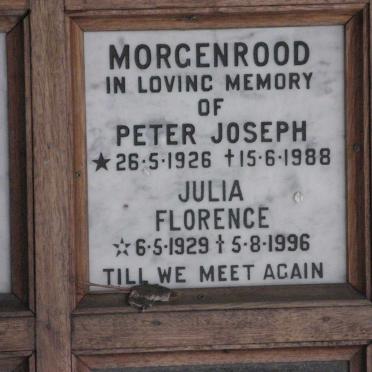 MORGENROOD
IN LOVING MEMORY
OF
PETER JOSEPH
★ 26·5·1926 † 15·6·1988
JULIA
FLORENCE
☆ 6·5·1929 † 5·8·1996
TILL WE MEET AGAIN